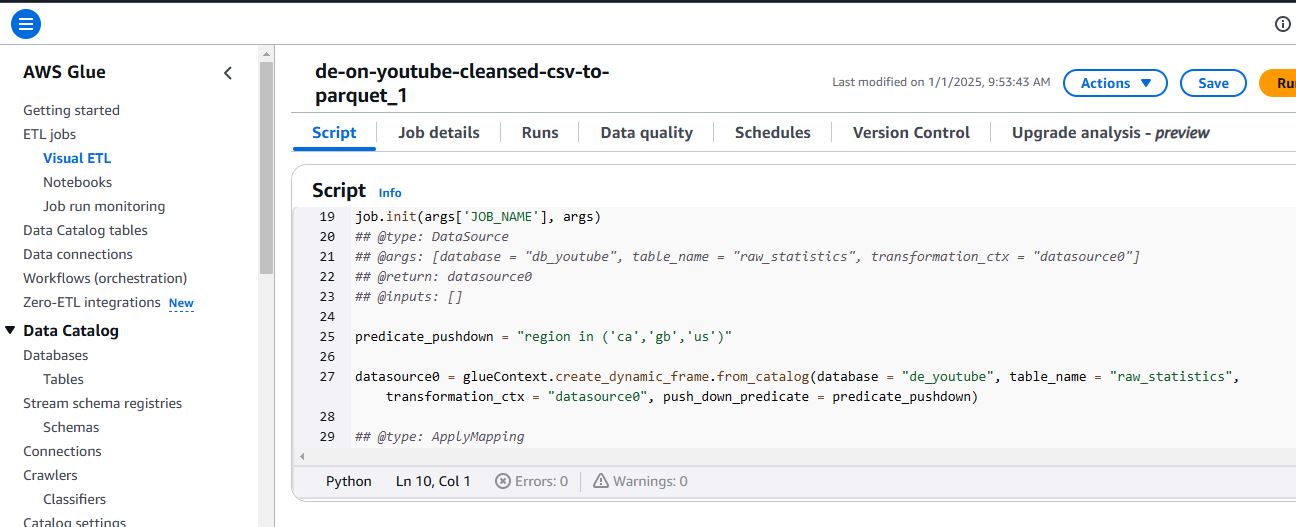 AWS Glue
Getting started
ETL jobs
Visual ETL
Notebooks
Job run monitoring
Data Catalog tables
Data connections
Workflows (orchestration)
Zero-ETL integrations New
Data Catalog
Databases
Tables
Stream schema registries
Schemas
Connections
Crawlers
Classifiers
Catalog settings
de-on-youtube-cleansed-csv-to-
parquet_1
Last modified on 1/1/2025, 9:53:43 AM
Actions
Save
Ru
Script
Job details
Runs
Data quality
Schedules
Version Control
Upgrade analysis - preview
Script Info
19 job.init(args['JOB_NAME'], args)
20 ## @type: DataSource
21 ## @args: [database = "db_youtube", table_name = "raw_statistics", transformation_ctx = "datasource0"]
22 ## @return: datasource0
23 ## @inputs: []
24
25 predicate_pushdown = "region in ('ca','gb','us')"
26
27 datasource0 = glueContext.create_dynamic_frame.from_catalog(database = "de_youtube", table_name = "raw_statistics",
transformation_ctx = "datasource0", push_down_predicate = predicate_pushdown)
28
29 ## @type: ApplyMapping
Python Ln 10, Col 1 Errors: 0 Warnings: 0